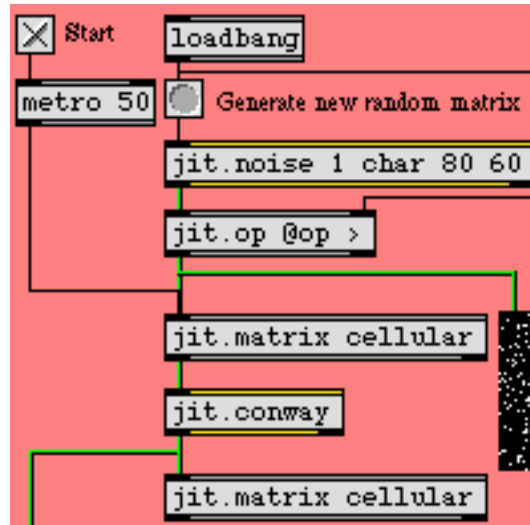 Start
loadbang
metro 50
Generate new random matrix
jit.noise 1 char 80 60
jit.op @op >
jit.matrix cellular
jit.conway
jit.matrix cellular